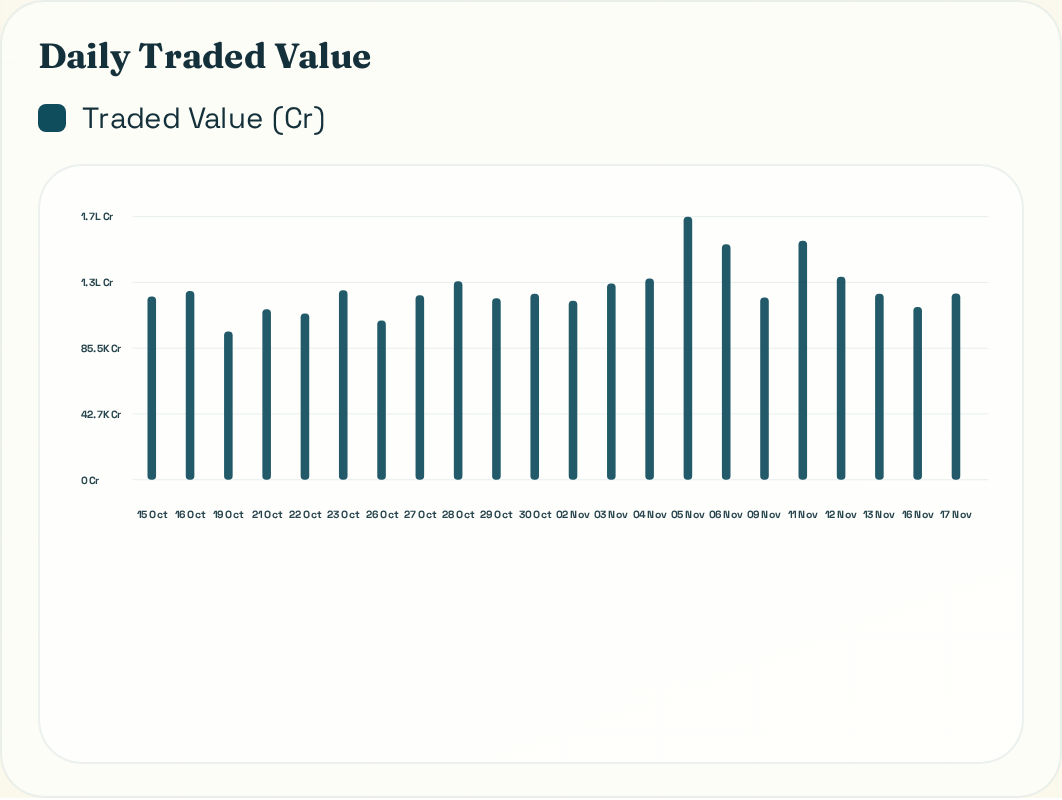 Daily Traded Value
Traded Value (Cr)
1.7L Cr
1.3L Cr
85.5K Cr
42.7K Cr
0 Cr
15 Oct 16 Oct 19 Oct 21 Oct 22 Oct 23 Oct 26 Oct 27 Oct 28 Oct 29 Oct 30 Oct 02 Nov 03 Nov 04 Nov 05 Nov 06 Nov 09 Nov 11 Nov 12 Nov 13 Nov 16 Nov 17 Nov